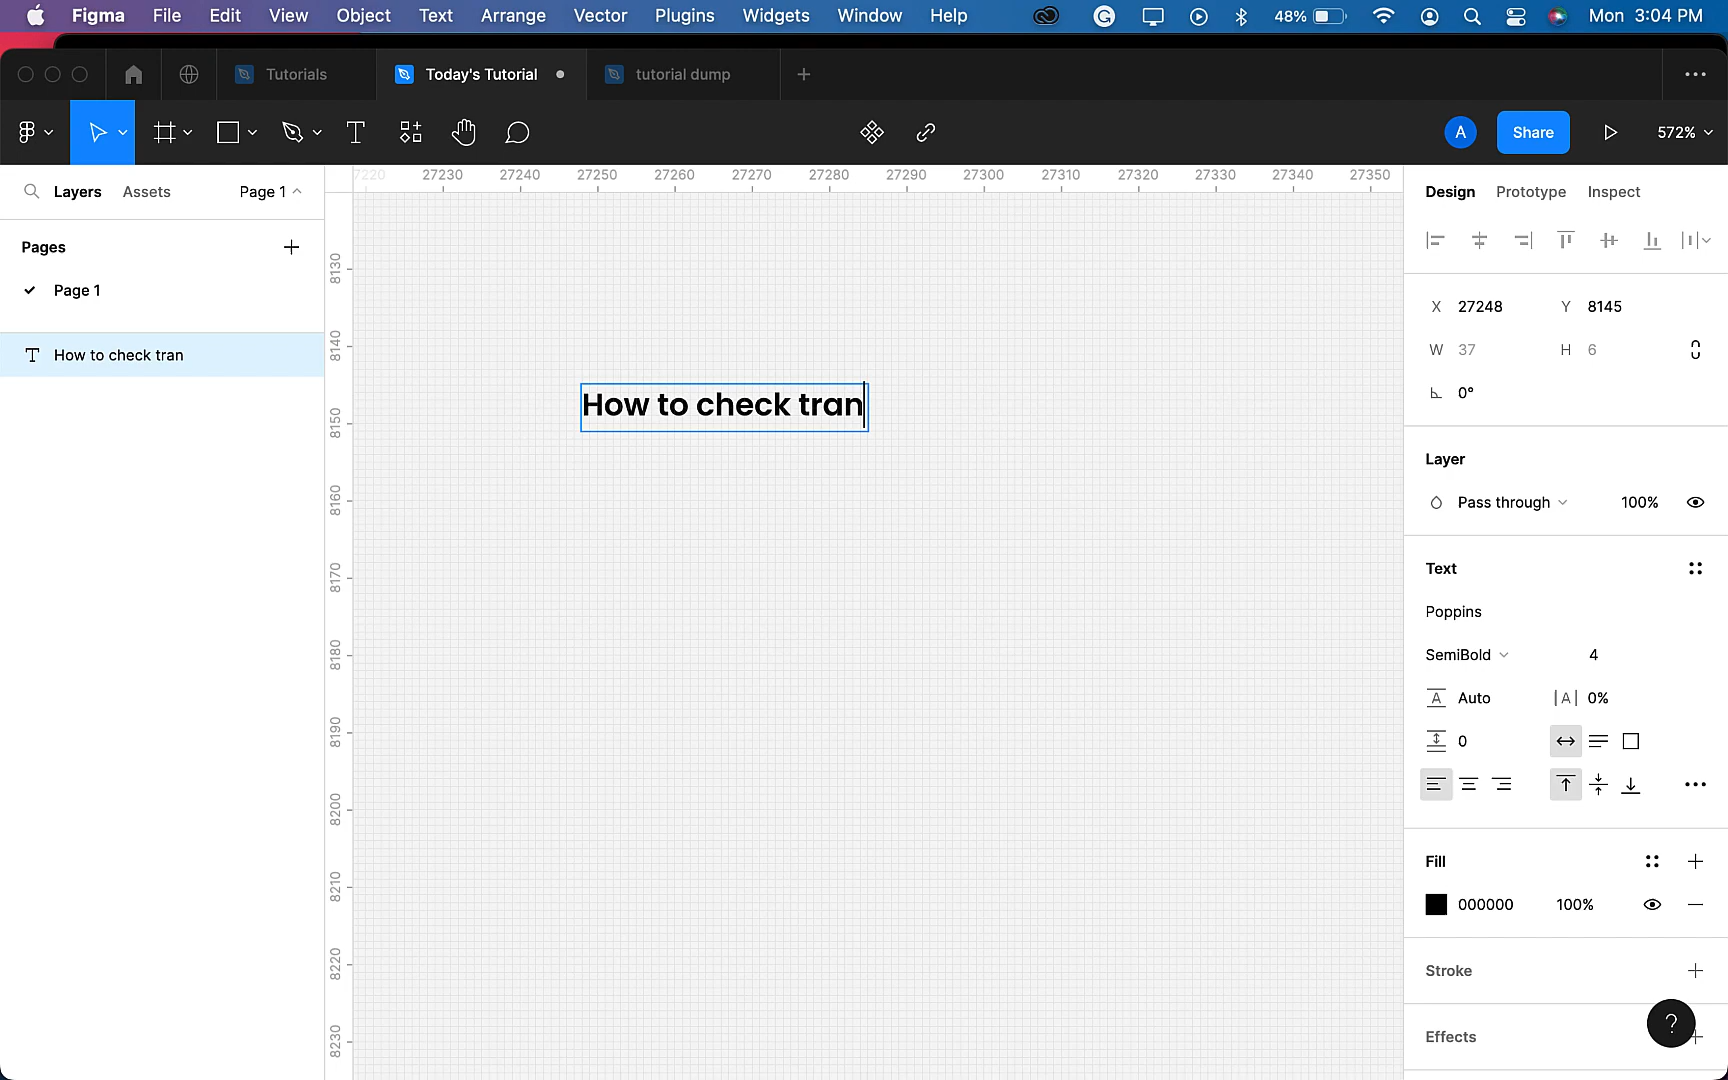 Figma File Edit View Object Text Arrange Vector Plugins Widgets Window Help 48% Mon 3:04 PM
Tutorials Today's Tutorial tutorial dump
A Share 572%
Layers Assets Page 1
7220 27230 27240 27250 27260 27270 27280 27290 27300 27310 27320 27330 27340 27350
Design Prototype Inspect
Pages
Page 1
How to check tran
8130
8140
8150
8160
8170
8180
8190
8200
8210
8220
8230
How to check tran
X 27248 Y 8145
W 37 H 6
0°
Layer
Pass through 100%
Text
Poppins
SemiBold 4
A Auto |A| 0%
0
Fill
000000 100%
Stroke
Effects
?